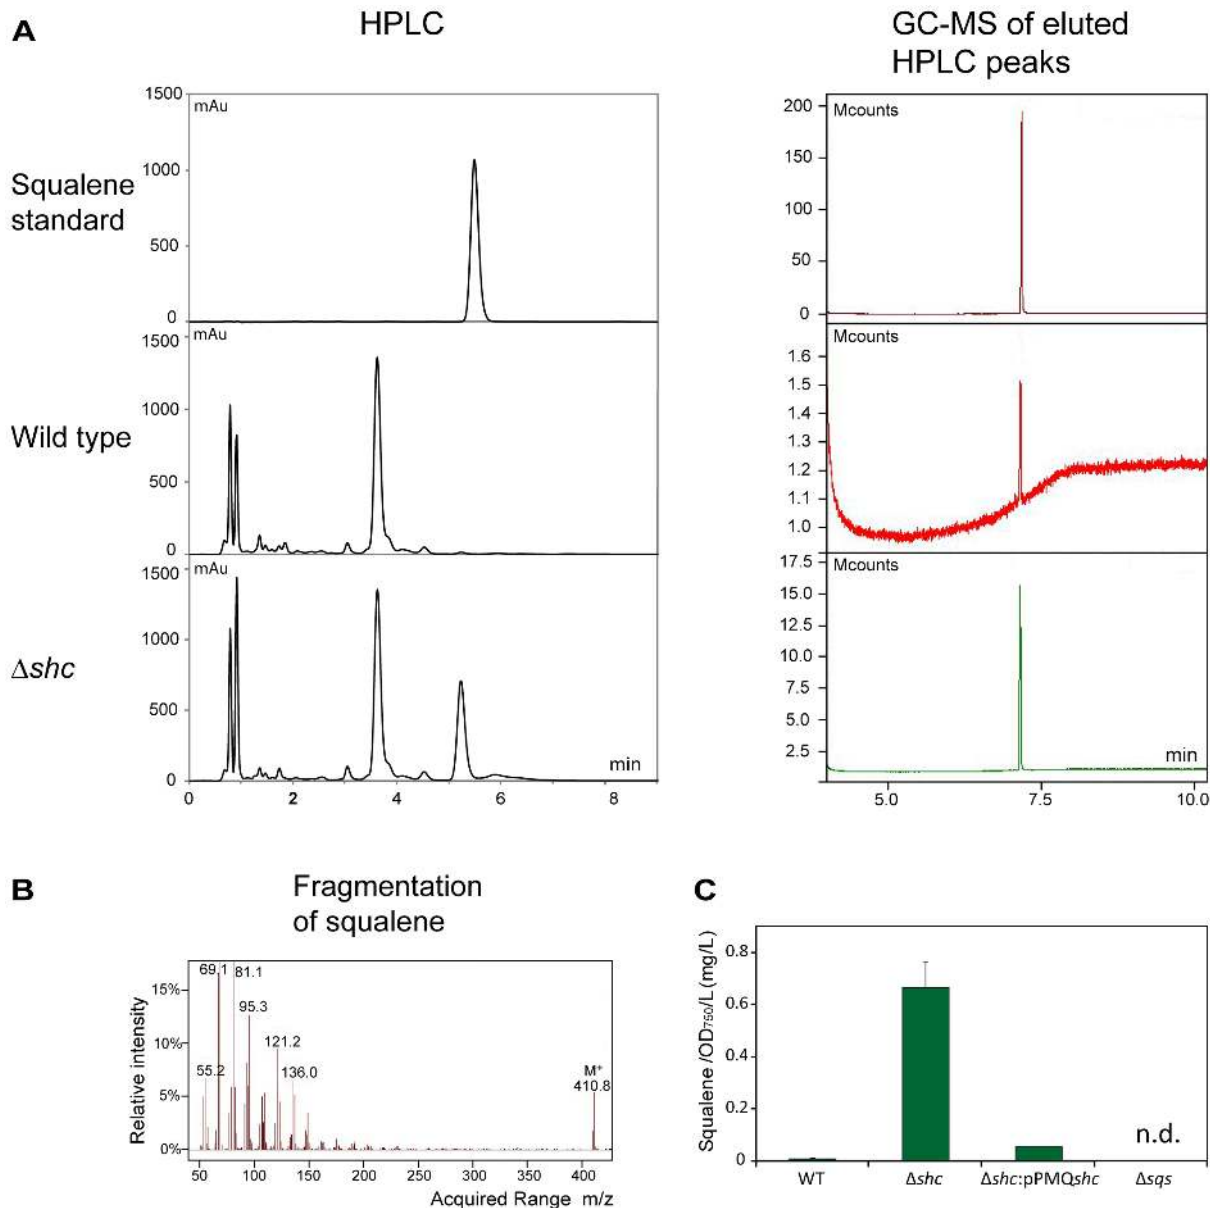 A
HPLC
GC-MS of eluted
HPLC peaks
Squalene
standard
1500
mAu
1000
500
0
200
Mcounts
150
100
50
0
Wild type
1500
mAu
1000
500
0
Mcounts
1.6
1.5
1.4
1.3
1.2
1.1
1.0
Δshc
1500
mAu
1000
500
0
min
0 2 4 6 8
17.5
Mcounts
15.0
12.5
10.0
7.5
5.0
2.5
min
5.0 7.5 10.0
B
Fragmentation
of squalene
Relative intensity
15%
10%
5%
0%
69.1
81.1
95.3
121.2
55.2
136.0
M+
410.8
50 100 150 200 250 300 350 400
Acquired Range m/z
C
Squalene /OD750/L (mg/L)
0.8
0.6
0.4
0.2
0
n.d.
WT Δshc Δshc:pPMQshc Δsqs